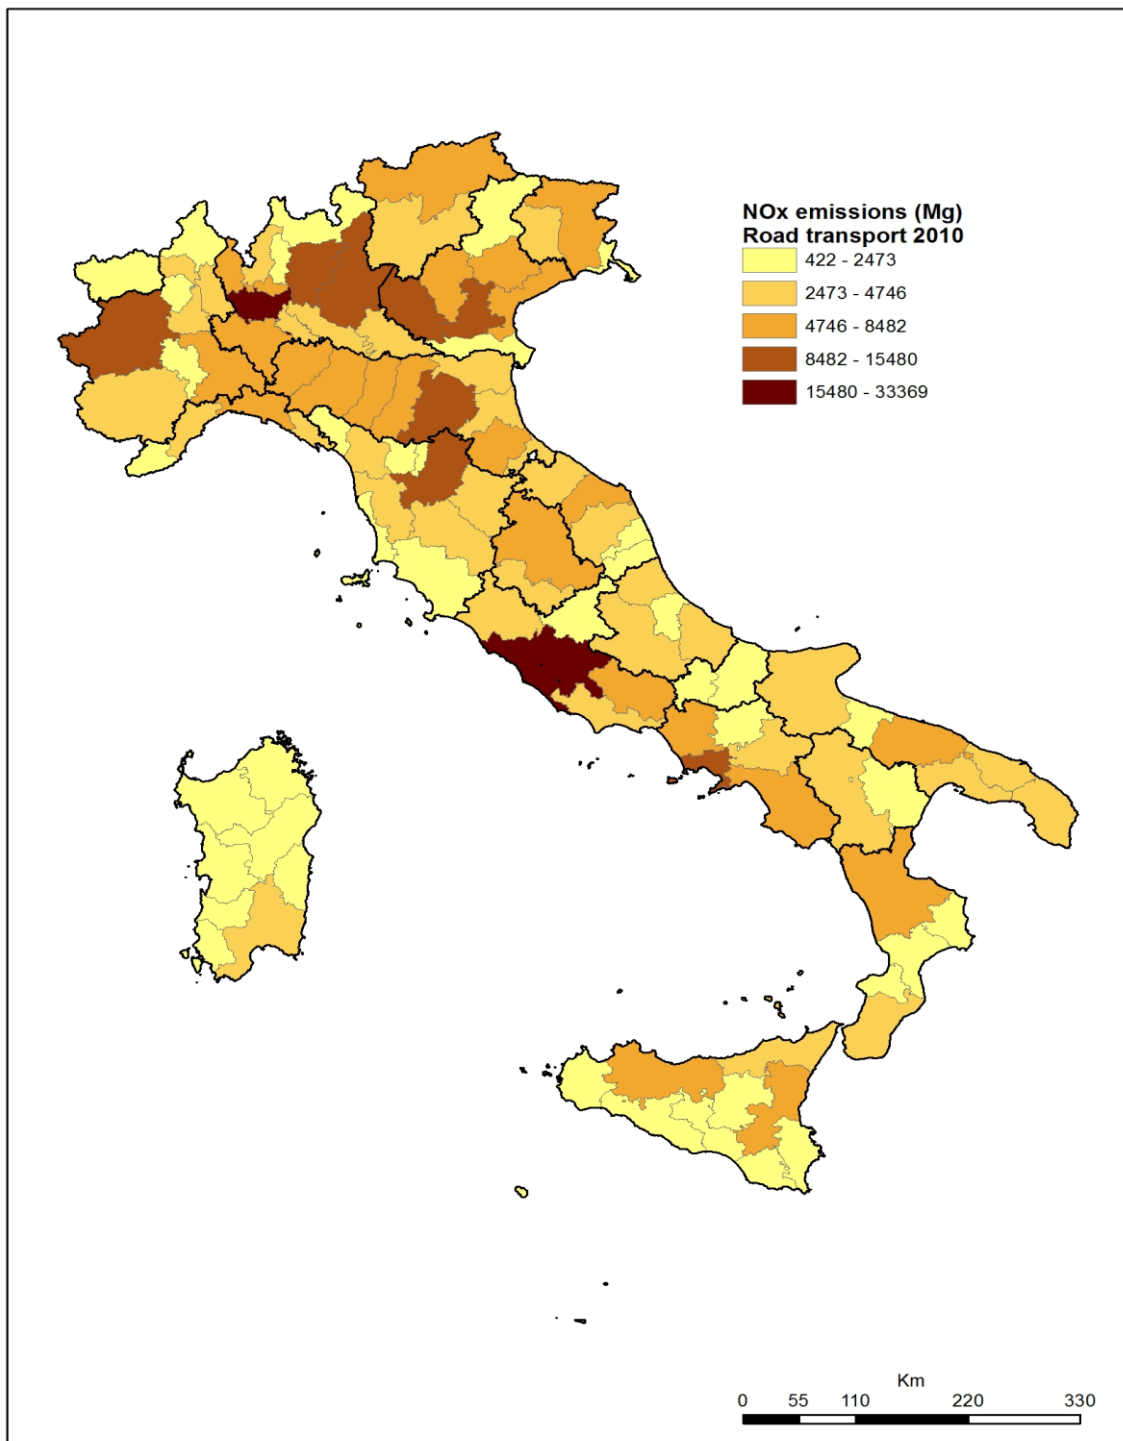 NOx emissions (Mg)
Road transport 2010
422 - 2473
2473 - 4746
4746 - 8482
8482 - 15480
15480 - 33369
Km
0 55 110 220 330